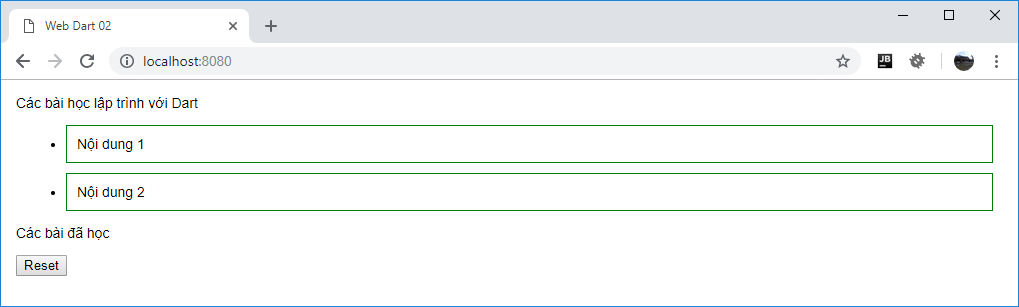 Web Dart 02
localhost:8080
JB
Các bài học lập trình với Dart
Nội dung 1
Nội dung 2
Các bài đã học
Reset